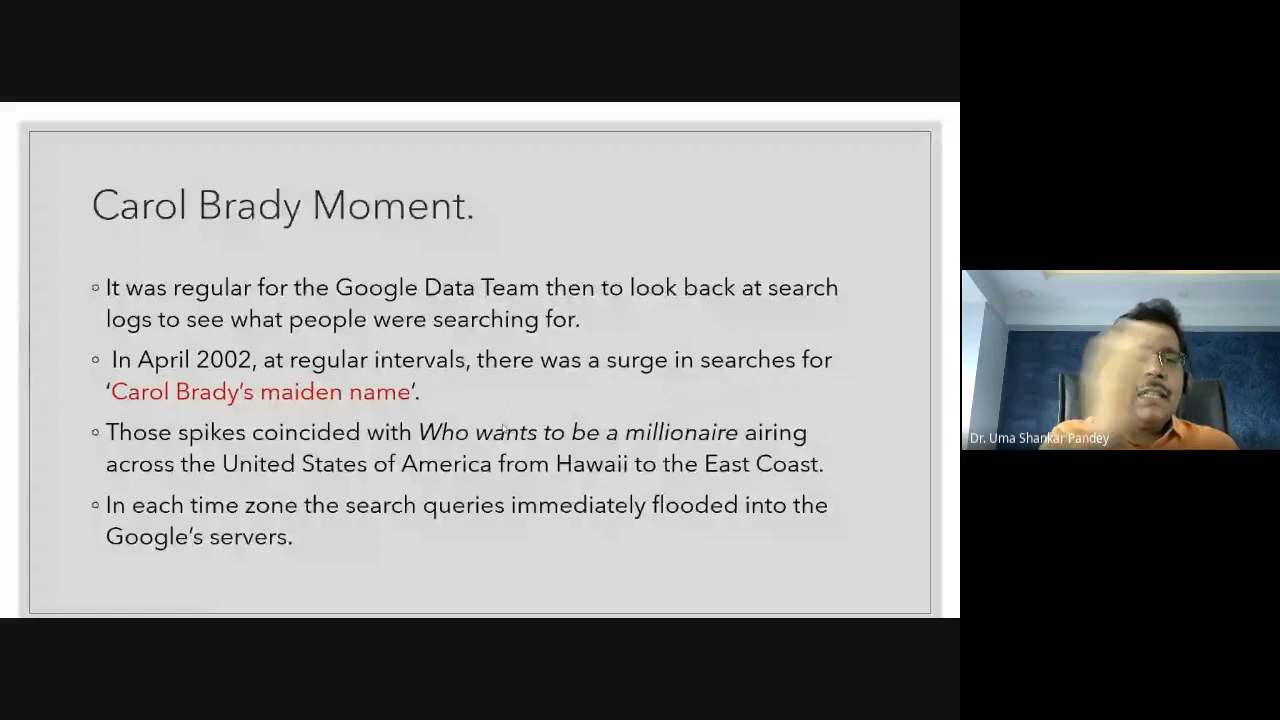 Carol Brady Moment.
It was regular for the Google Data Team then to look back at search
logs to see what people were searching for.
In April 2002, at regular intervals, there was a surge in searches for
‘Carol Brady’s maiden name‘.
Those spikes coincided with Who wants to be a millionaire airing
across the United States of America from Hawaii to the East Coast.
In each time zone the search queries immediately flooded into the
Google’s servers.
Dr. Uma Shankar Pandey